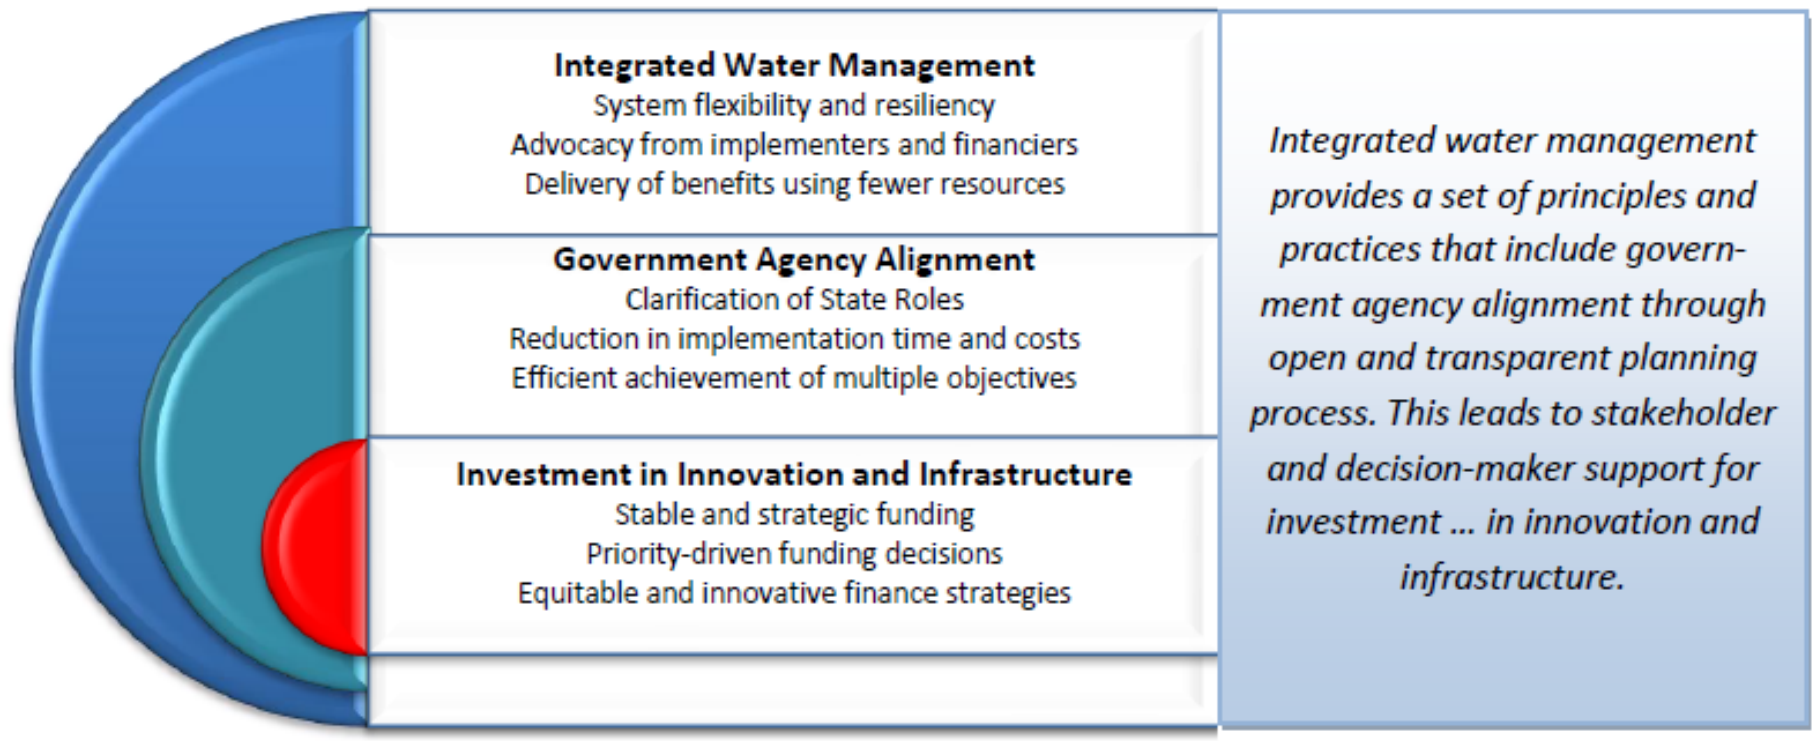 Integrated Water Management
System flexibility and resiliency
Advocacy from implementers and financiers
Delivery of benefits using fewer resources
Government Agency Alignment
Clarification of State Roles
Reduction in implementation time and costs
Efficient achievement of multiple objectives
Investment in Innovation and Infrastructure
Stable and strategic funding
Priority-driven funding decisions
Equitable and innovative finance strategies
Integrated water management
provides a set of principles and
practices that include govern-
ment agency alignment through
open and transparent planning
process. This leads to stakeholder
and decision-maker support for
investment ... in innovation and
infrastructure.